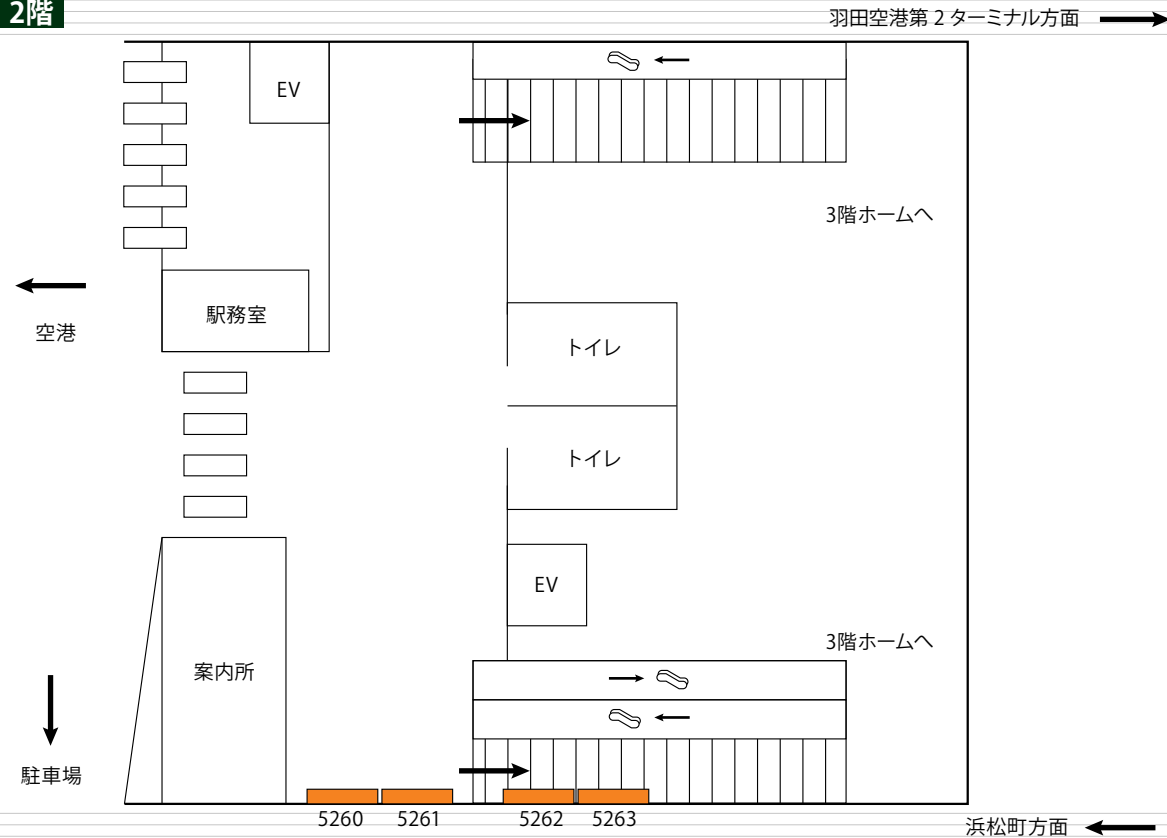 2階
羽田空港第2ターミナル方面
EV
3階ホームへ
駅務室
空港
トイレ
トイレ
EV
3階ホームへ
案内所
駐車場
5260 5261 5262 5263
浜松町方面